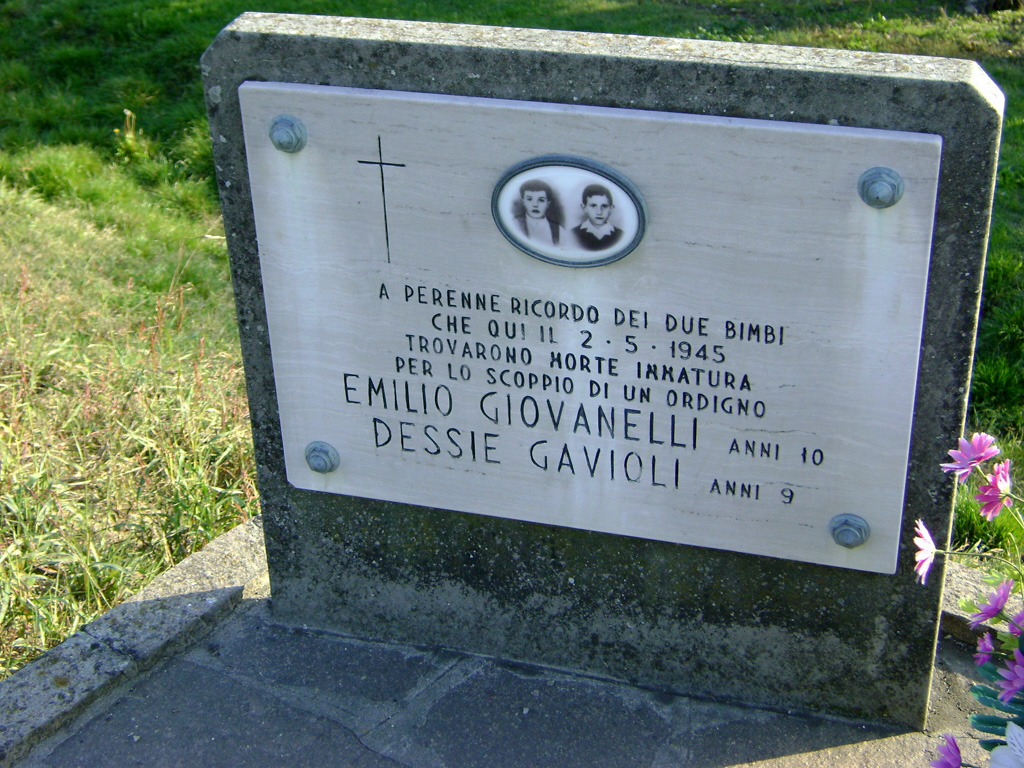 A PERENNE RICORDO DEI DUE BIMBI
CHE QUI IL 2·5·1945
TROVARONO MORTE IMMATURA
PER LO SCOPPIO DI UN ORDIGNO
EMILIO GIOVANELLI ANNI 10
DESSIE GAVIOLI ANNI 9